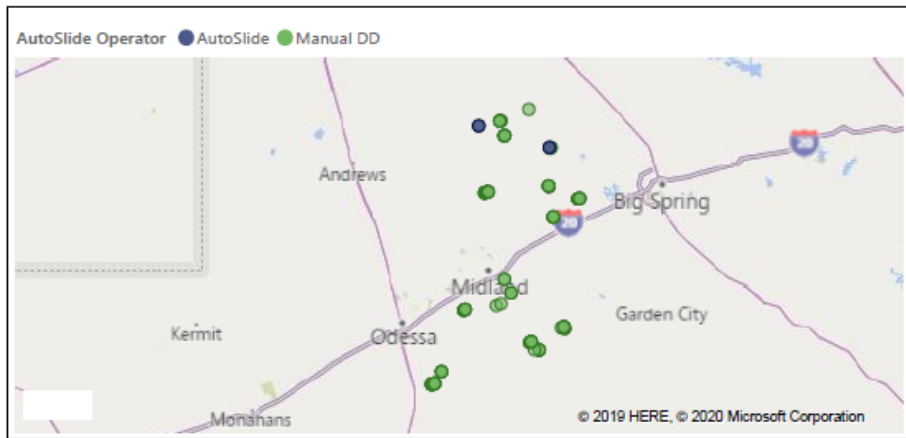 AutoSlide Operator AutoSlide Manual DD
20
Andrews
Big Spring
20
Midland
Garden City
Kermit
Odessa
Monahans
© 2019 HERE, © 2020 Microsoft Corporation